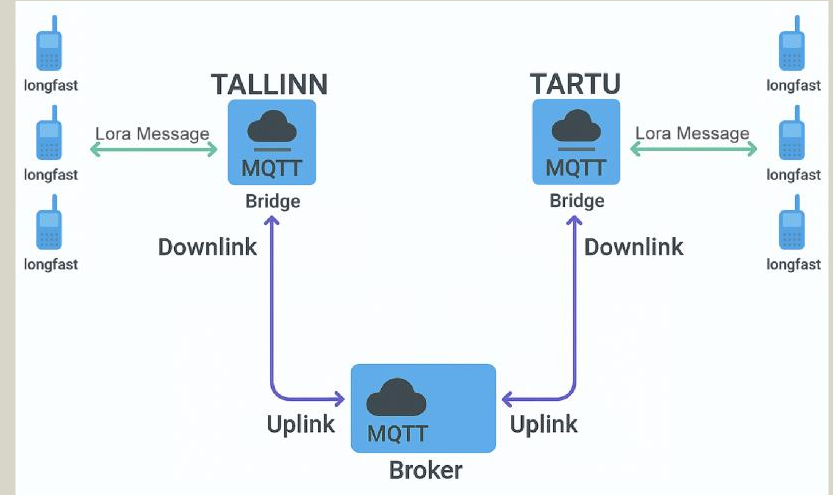 longfast
longfast
longfast
Lora Message
TALLINN
MQTT
Bridge
TARTU
MQTT
Bridge
Lora Message
longfast
longfast
longfast
Downlink
Downlink
Uplink
MQTT
Broker
Uplink